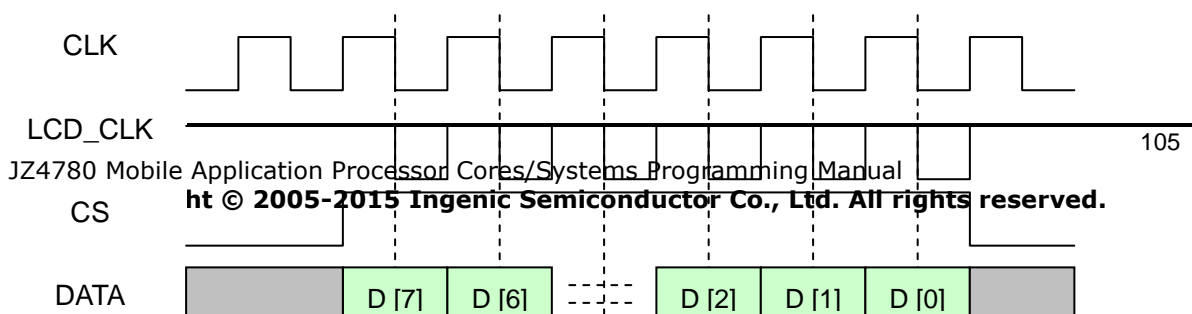 CLK
LCD_CLK
105
JZ4780 Mobile Application Processor Cores/Systems Programming Manual
ht © 2005-2015 Ingenic Semiconductor Co., Ltd. All rights reserved.
CS
DATA D [7] D [6] D [2] D [1] D [0]